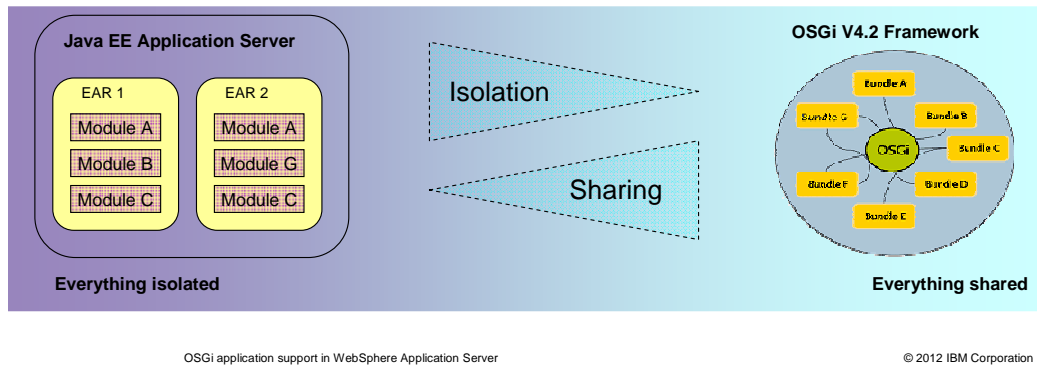 Java EE Application Server
EAR 1
Module A
Module B
Module C
EAR 2
Module A
Module G
Module C
Everything isolated
Isolation
Sharing
OSGi V4.2 Framework
Bundle A
Bundle B
Bundle C
Bundle D
Bundle E
Bundle F
Bundle G
OSGi
Everything shared
OSGi application support in WebSphere Application Server
© 2012 IBM Corporation